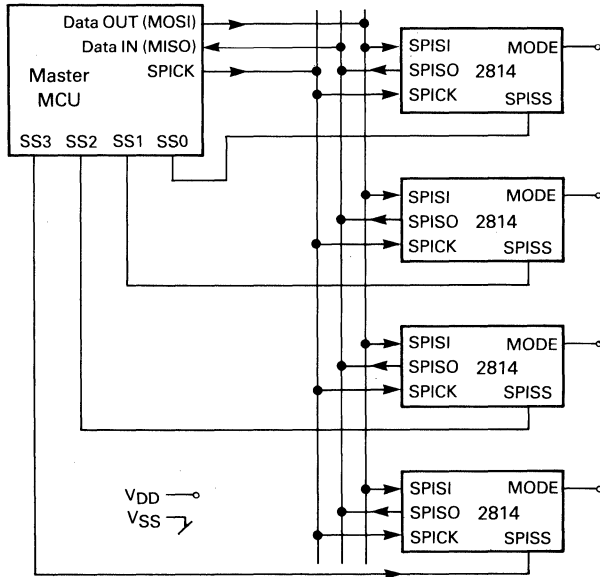 Data OUT (MOSI)
Data IN (MISO)
SPICK
Master
MCU
SS3 SS2 SS1 SS0
SPISI MODE
SPISO 2814
SPICK
SPISS
SPISI MODE
SPISO 2814
SPICK
SPISS
SPISI MODE
SPISO 2814
SPICK
SPISS
SPISI MODE
SPISO 2814
SPICK
SPISS
VDD
VSS